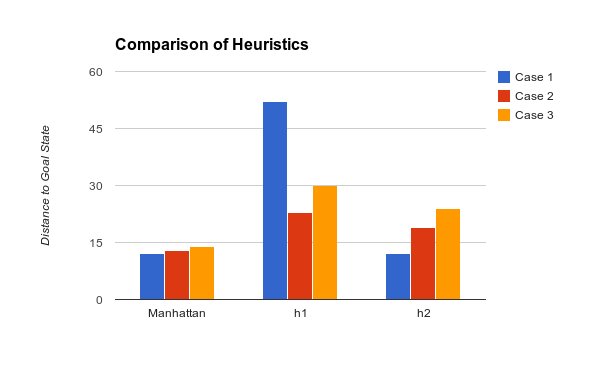 Comparison of Heuristics
Distance to Goal State
60
45
30
15
0
Manhattan
h1
h2
Case 1
Case 2
Case 3